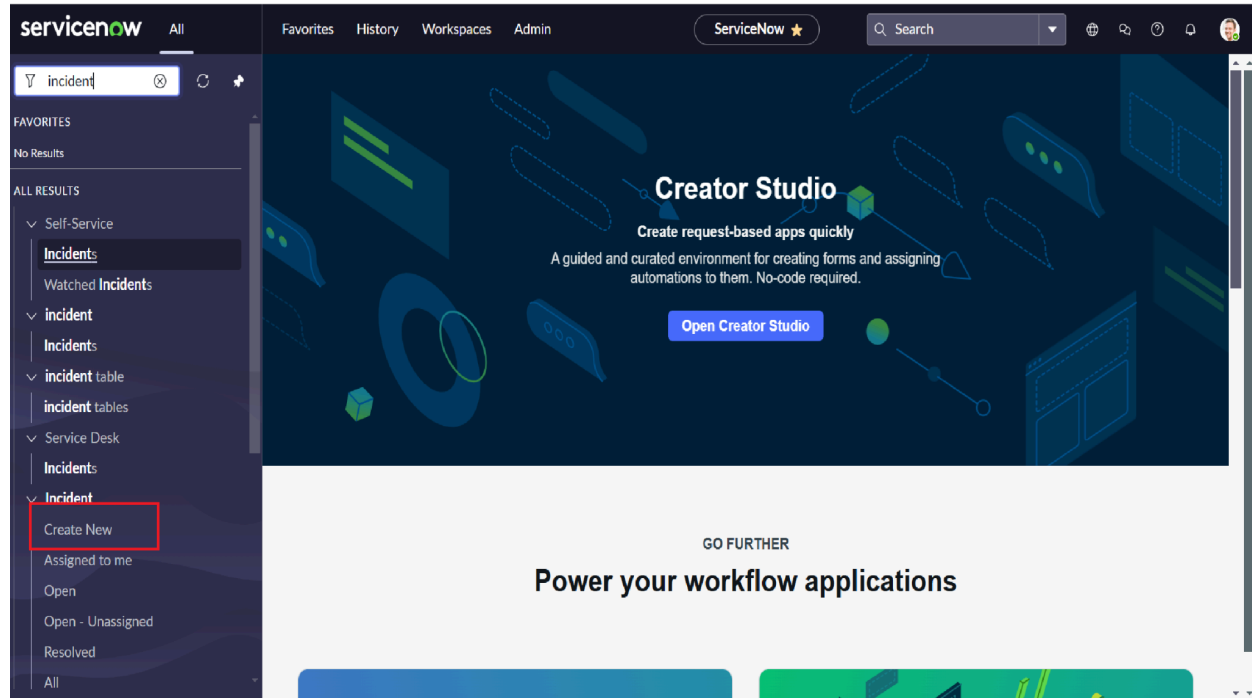 servicenow All Favorites History Workspaces Admin ServiceNow Search
incident
FAVORITES
No Results
ALL RESULTS
Self-Service
Incidents
Watched Incidents
incident
Incidents
incident table
incident tables
Service Desk
Incidents
Incident
Create New
Assigned to me
Open
Open - Unassigned
Resolved
All
Creator Studio
Create request-based apps quickly
A guided and curated environment for creating forms and assigning
automations to them. No-code required.
Open Creator Studio
GO FURTHER
Power your workflow applications